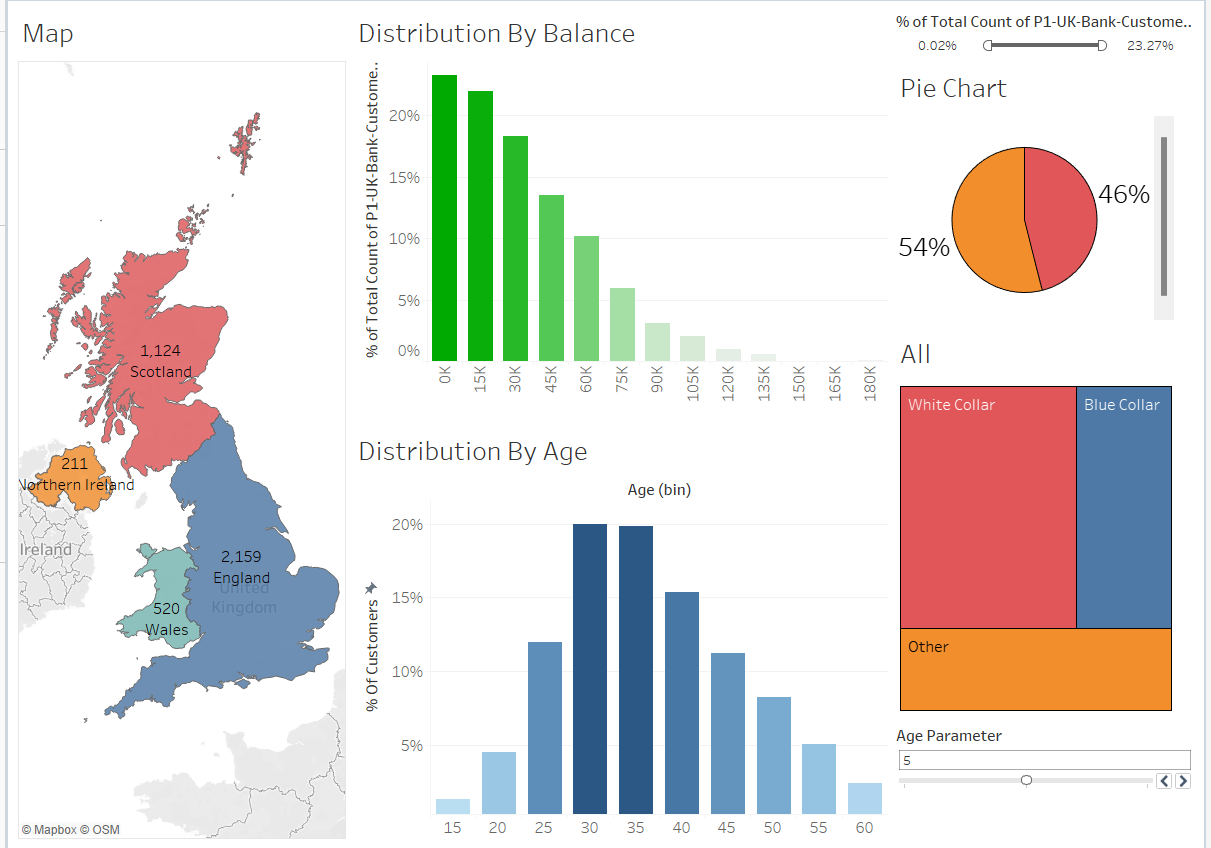 Map
1,124
Scotland
211
Northern Ireland
Ireland
2,159
England
United
Kingdom
520
Wales
© Mapbox © OSM
Distribution By Balance
% of Total Count of P1-UK-Bank-Custome..
20%
15%
10%
5%
0%
0K
15K
30K
45K
60K
75K
90K
105K
120K
135K
150K
165K
180K
Distribution By Age
Age (bin)
% Of Customers
20%
15%
10%
5%
15
20
25
30
35
40
45
50
55
60
% of Total Count of P1-UK-Bank-Custome..
0.02%
23.27%
Pie Chart
46%
54%
All
White Collar
Blue Collar
Other
Age Parameter
5